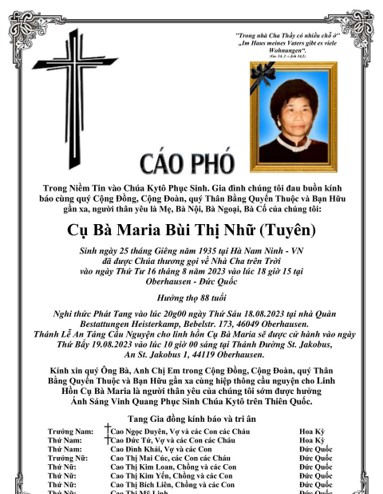 "Trong nhà Cha Thầy có nhiều chỗ ở"
„Im Haus meines Vaters gibt es viele
Wohnungen".
CÁO PHÓ
Trong Niềm Tin vào Chúa Kytô Phục Sinh. Gia đình chúng tôi đau buồn kính
báo cùng quý Cộng Đồng, Cộng Đoàn, quý Thân Bằng Quyến Thuộc và Bạn Hữu
gần xa, người thân yêu là Mẹ, Bà Nội, Bà Ngoại, Bà Cố của chúng tôi:
Cụ Bà Maria Bùi Thị Nhữ (Tuyên)
Sinh ngày 25 tháng Giêng năm 1935 tại Hà Nam Ninh - VN
đã được Chúa thương gọi về Nhà Cha trên Trời
vào ngày Thứ Tư 16 tháng 8 năm 2023 vào lúc 18 giờ 15 tại
Oberhausen - Đức Quốc
Hưởng thọ 88 tuổi
Nghi thức Phát Tang vào lúc 20g00 ngày Thứ Sáu 18.08.2023 tại nhà Quàn
Bestattungen Heisterkamp, Bebelstr. 173, 46049 Oberhausen.
Thánh Lễ An Táng Cầu Nguyện cho linh hồn Cụ Bà Maria sẽ được cử hành vào ngày
Thứ Bảy 19.08.2023 vào lúc 10 giờ 00 sáng tại Thánh Đường St. Jakobus,
An St. Jakobus 1, 44119 Oberhausen.
Kính xin quý Ông Bà, Anh Chị Em trong Cộng Đồng, Cộng Đoàn, quý Thân
Bằng Quyến Thuộc và Bạn Hữu gần xa cùng hiệp thông cầu nguyện cho Linh
Hồn Cụ Bà Maria là người thân yêu của chúng tôi sớm được hưởng
Ánh Sáng Vinh Quang Phục Sinh Chúa Kytô trên Thiên Quốc.
Tang Gia đồng kính báo và tri ân
Trưởng Nam: Cao Ngọc Duyên, Vợ và các Con các Cháu Hoa Kỳ
Thứ Nam: Cao Đức Tứ, Vợ và các Con các Cháu Hoa Kỳ
Thứ Nam: Cao Đình Khải, Vợ và các Con Đức Quốc
Trưởng Nữ: Cao Thị Mai Cúc, các Con các Cháu Đức Quốc
Thứ Nữ: Cao Thị Kim Loan, Chồng và các Con Đức Quốc
Thứ Nữ: Cao Thị Kim Yến, Chồng và các Con Đức Quốc
Thứ Nữ: Cao Thị Bích Liên, Chồng và các Con Đức Quốc